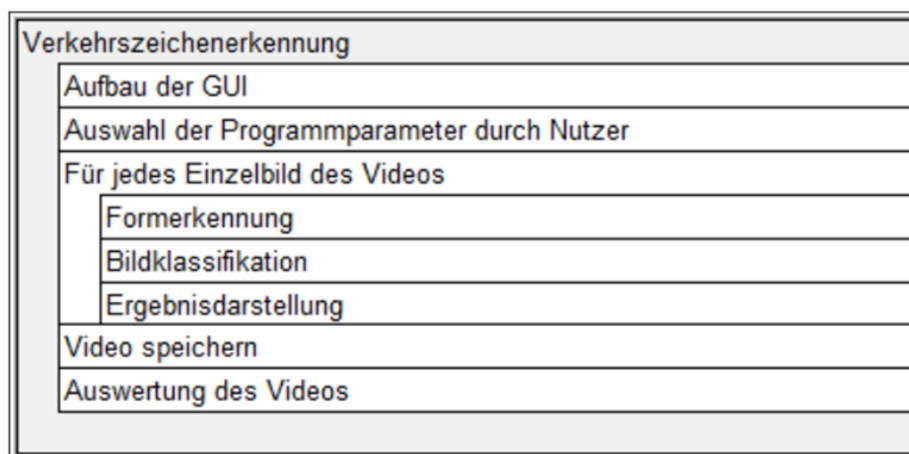 Verkehrszeichenerkennung
Aufbau der GUI
Auswahl der Programmparameter durch Nutzer
Für jedes Einzelbild des Videos
Formerkennung
Bildklassifikation
Ergebnisdarstellung
Video speichern
Auswertung des Videos